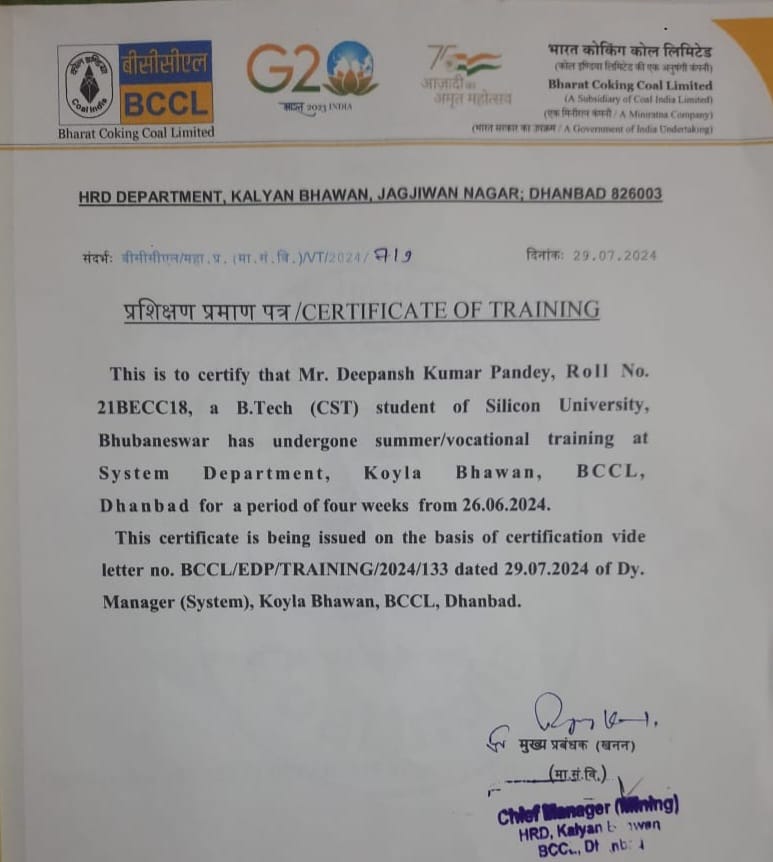 बीसीसीएल
BCCL
कोल इण्डिया
Coal India
Bharat Coking Coal Limited
G20
भारत 2023 INDIA
75
आज़ादी का
अमृत महोत्सव
भारत कोकिंग कोल लिमिटेड
(कोल इण्डिया लिमिटेड की एक अनुषंगी कंपनी)
Bharat Coking Coal Limited
(A Subsidiary of Coal India Limited)
(एक मिनीरत्न कंपनी / A Miniratna Company)
(भारत सरकार का उपक्रम / A Government of India Undertaking)
HRD DEPARTMENT, KALYAN BHAWAN, JAGJIWAN NAGAR; DHANBAD 826003
संदर्भ: बीसीसीएल/महा.प्र.(मा.सं.वि.)/VT/2024/ 719
दिनांक: 29.07.2024
प्रशिक्षण प्रमाण पत्र/CERTIFICATE OF TRAINING
This is to certify that Mr. Deepansh Kumar Pandey, Roll No.
21BECC18, a B.Tech (CST) student of Silicon University,
Bhubaneswar has undergone summer/vocational training at
System Department, Koyla Bhawan, BCCL,
Dhanbad for a period of four weeks from 26.06.2024.
This certificate is being issued on the basis of certification vide
letter no. BCCL/EDP/TRAINING/2024/133 dated 29.07.2024 of Dy.
Manager (System), Koyla Bhawan, BCCL, Dhanbad.
मुख्य प्रबंधक (खनन)
(मा.सं.वि.)
Chief Manager (Mining)
HRD, Kalyan
BCCL,